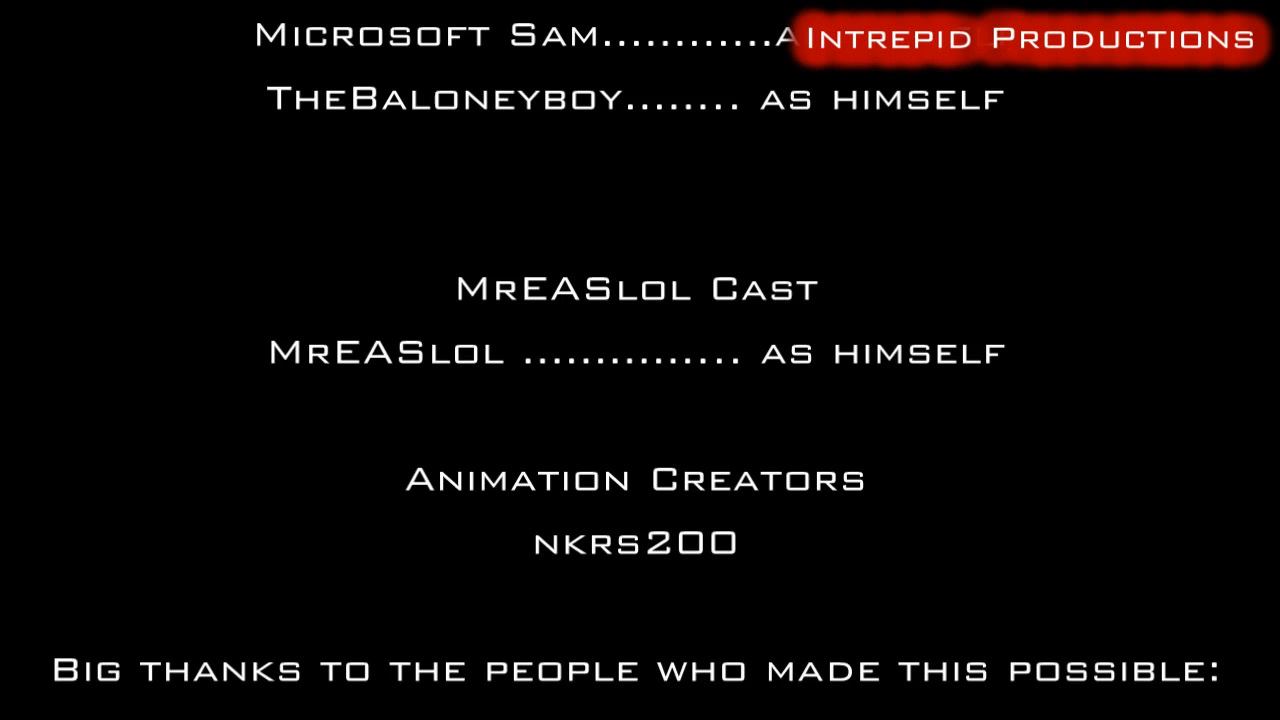 Microsoft Sam............A
Intrepid Productions
TheBaloneyboy........ as himself
MrEASlol Cast
MrEASlol ............... as himself
Animation Creators
nkrs200
Big thanks to the people who made this possible: